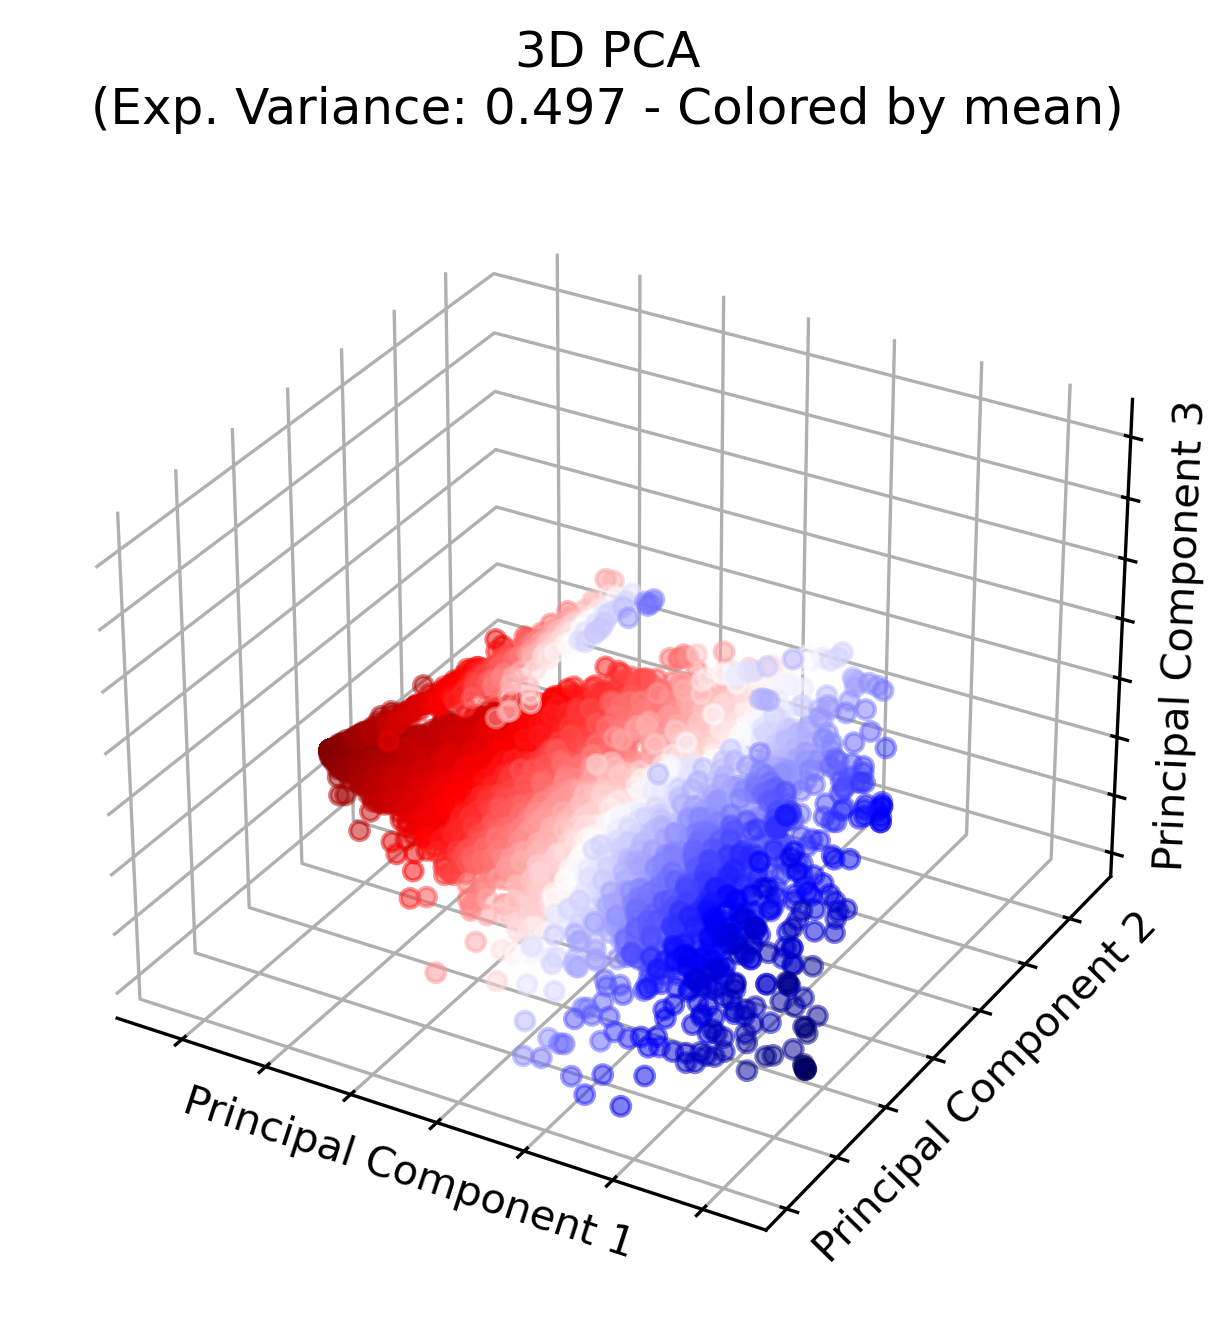 3D PCA
(Exp. Variance: 0.497 - Colored by mean)
Principal Component 3
Principal Component 2
Principal Component 1